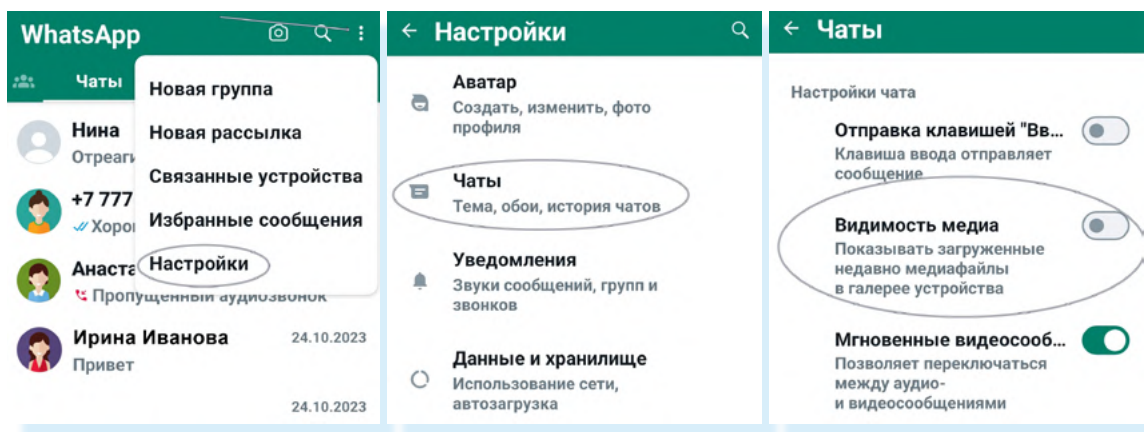 WhatsApp
Чаты
Новая группа
Новая рассылка
Связанные устройства
Избранные сообщения
Настройки
Нина
+7 777
Анаста
Пропущенный аудиозвонок
Ирина Иванова
24.10.2023
Привет
24.10.2023
Настройки
Аватар
Создать, изменить, фото
профиля
Чаты
Тема, обои, история чатов
Уведомления
Звуки сообщений, групп и
звонков
Данные и хранилище
Использование сети,
автозагрузка
Чаты
Настройки чата
Отправка клавишей "Вв...
Клавиша ввода отправляет
сообщение
Видимость медиа
Показывать загруженные
недавно медиафайлы
в галерее устройства
Мгновенные видеосооб...
Позволяет переключаться
между аудио-
и видеосообщениями